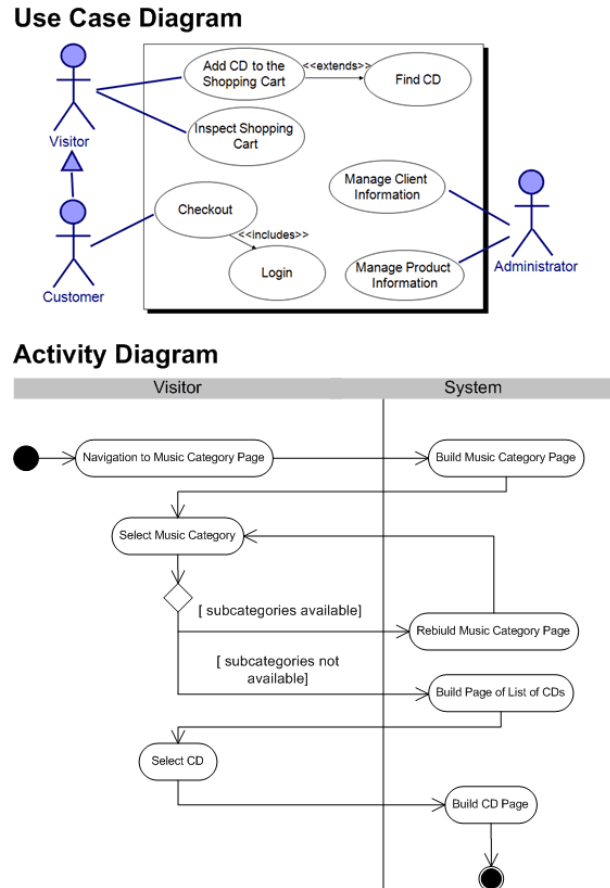 Use Case Diagram
Add CD to the
Shopping Cart
<<extends>>
Find CD
Visitor
Inspect Shopping
Cart
Manage Client
Information
Checkout
<<includes>>
Login
Manage Product
Information
Administrator
Customer
Activity Diagram
Visitor
System
Navigation to Music Category Page
Build Music Category Page
Select Music Category
[ subcategories available]
Rebiuld Music Category Page
[ subcategories not
available]
Build Page of List of CDs
Select CD
Build CD Page